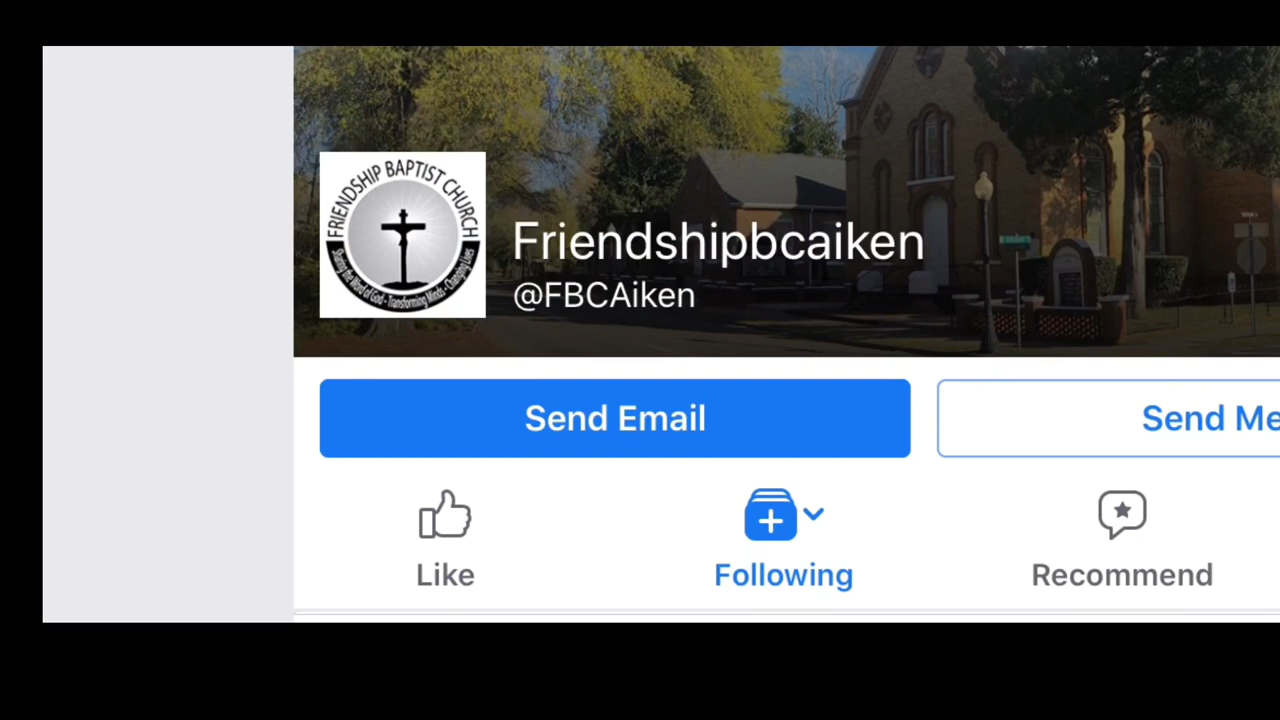 FRIENDSHIP BAPTIST CHURCH
Sharing the Word of God - Transforming Minds - Changing Lives
Friendshipbcaiken
@FBCAiken
Send Email
Send Me
Like
Following
Recommend